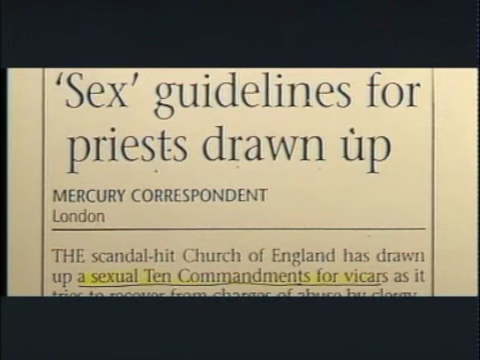 'Sex' guidelines for
priests drawn up
MERCURY CORRESPONDENT
London
THE scandal-hit Church of England has drawn
up a sexual Ten Commandments for vicars as it
tries to recover from charges of abuse by clergy